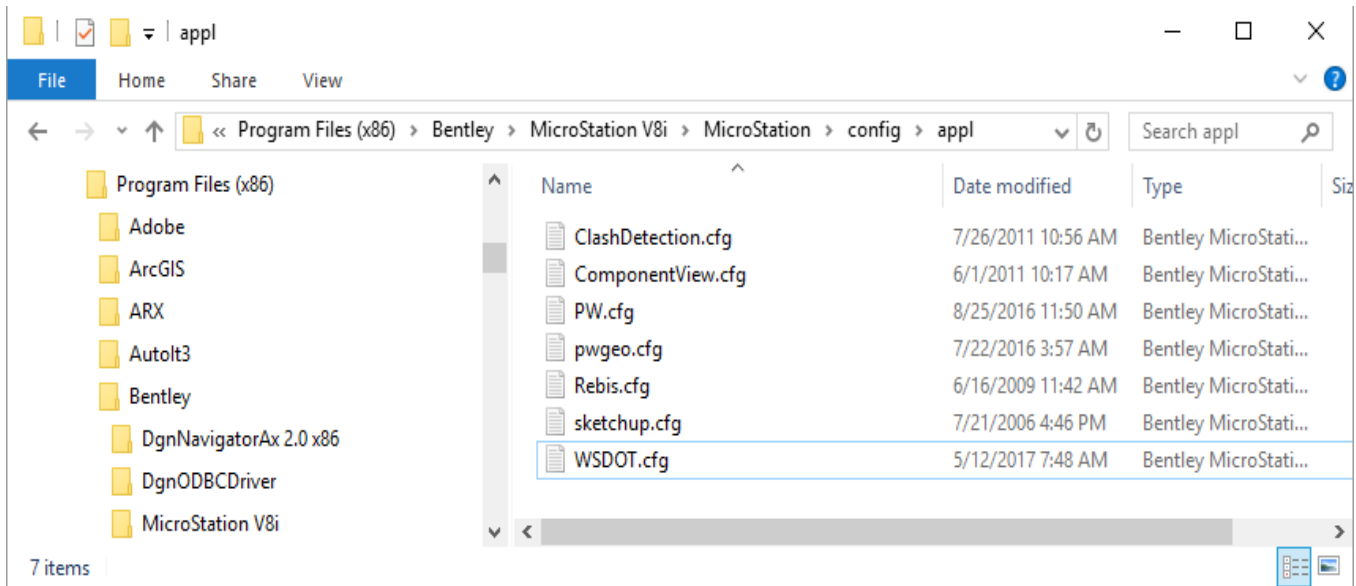 appl
File Home Share View
« Program Files (x86) > Bentley > MicroStation V8i > MicroStation > config > appl Search appl
Program Files (x86)
Adobe
ArcGIS
ARX
AutoIt3
Bentley
DgnNavigatorAx 2.0 x86
DgnODBCDriver
MicroStation V8i
Name Date modified Type Siz
ClashDetection.cfg 7/26/2011 10:56 AM Bentley MicroStati...
ComponentView.cfg 6/1/2011 10:17 AM Bentley MicroStati...
PW.cfg 8/25/2016 11:50 AM Bentley MicroStati...
pwgeo.cfg 7/22/2016 3:57 AM Bentley MicroStati...
Rebis.cfg 6/16/2009 11:42 AM Bentley MicroStati...
sketchup.cfg 7/21/2006 4:46 PM Bentley MicroStati...
WSDOT.cfg 5/12/2017 7:48 AM Bentley MicroStati...
7 items